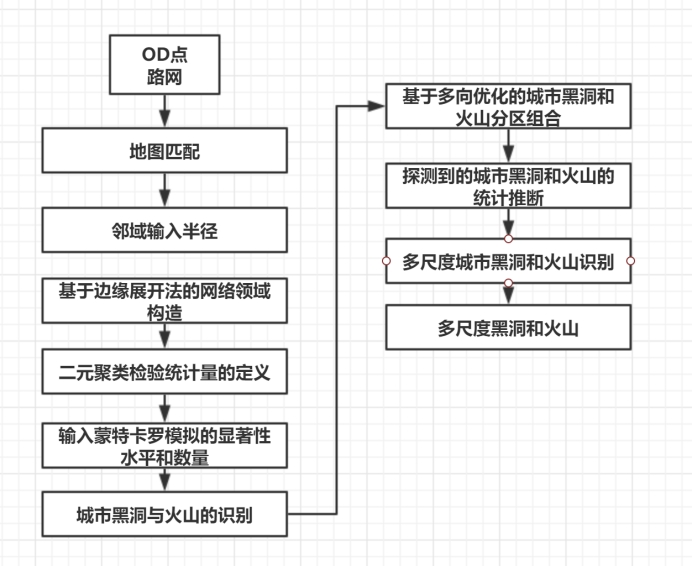 OD点
路网
地图匹配
邻域输入半径
基于边缘展开法的网络领域
构造
二元聚类检验统计量的定义
输入蒙特卡罗模拟的显著性
水平和数量
城市黑洞与火山的识别
基于多向优化的城市黑洞和
火山分区组合
探测到的城市黑洞和火山的
统计推断
多尺度城市黑洞和火山识别
多尺度黑洞和火山